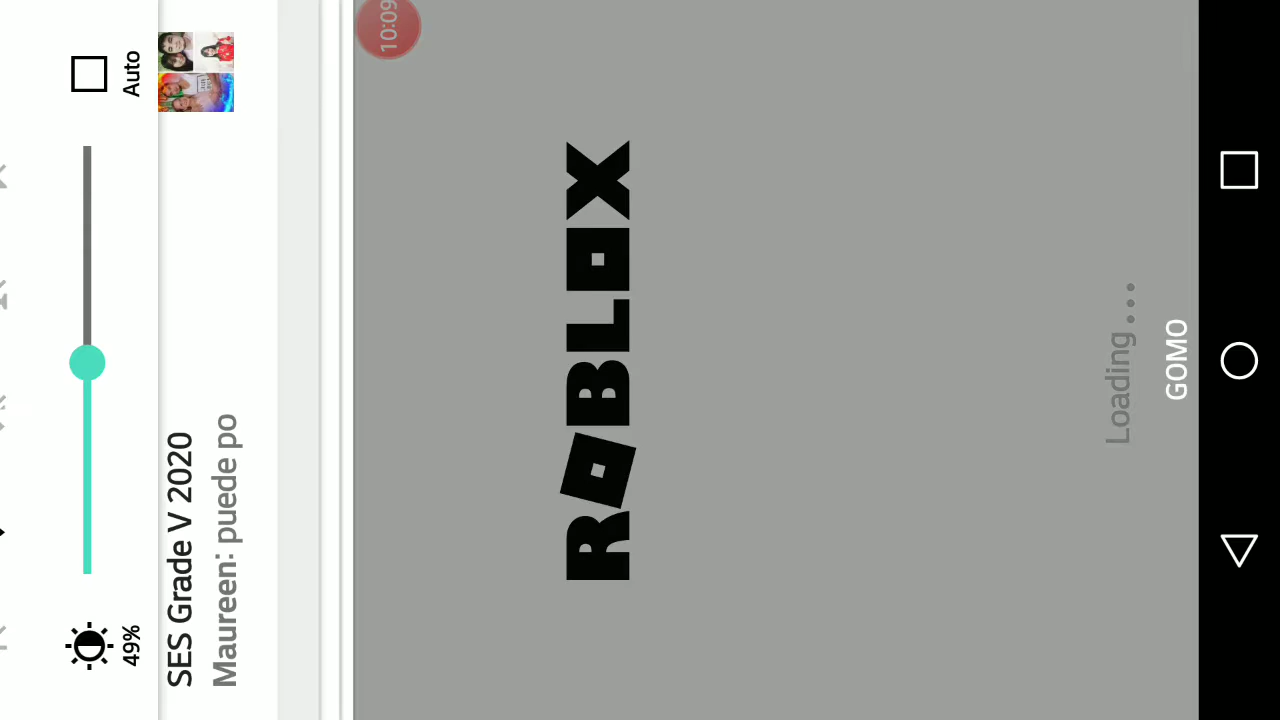 Auto
49%
SES Grade V 2020
Maureen: puede po
10:09
ROBLOX
Loading...
GOMO